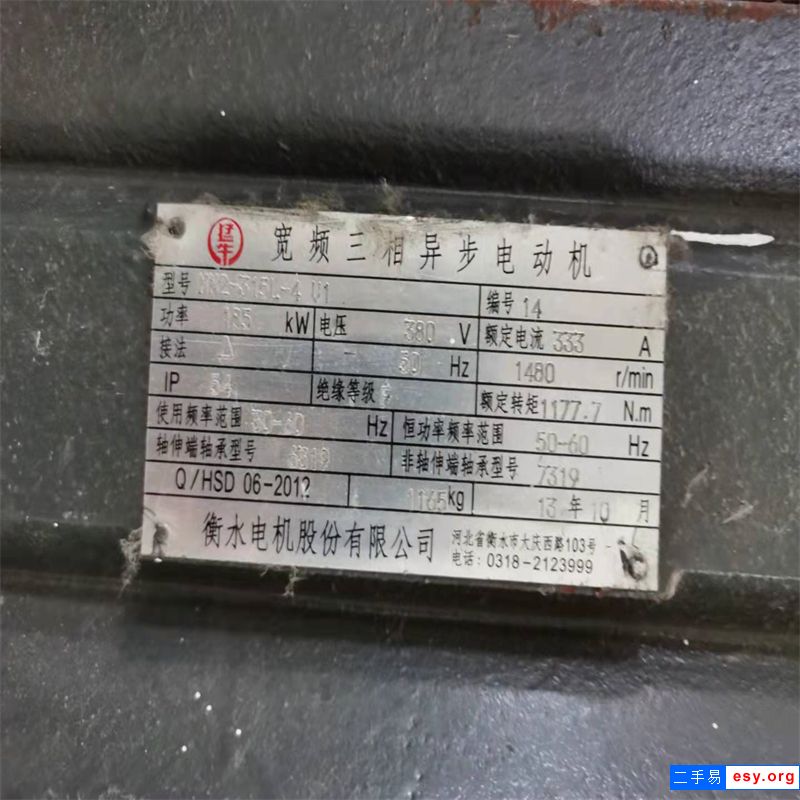 宽频三相异步电动机
型号 315L-4 V1 编号 14
功率 185 kW 电压 380 V 额定电流 333 A
接法 △ 50 Hz 1480 r/min
IP 54 绝缘等级 额定转矩 1177.7 N.m
使用频率范围 Hz 恒功率频率范围 50-60 Hz
轴伸端轴承型号 6319 非轴伸端轴承型号 7319
Q/HSD 06-2012 1165 kg 13 年 10 月
衡水电机股份有限公司 河北省衡水市大庆西路103号
电话：0318-2123999
二手易 esy.org